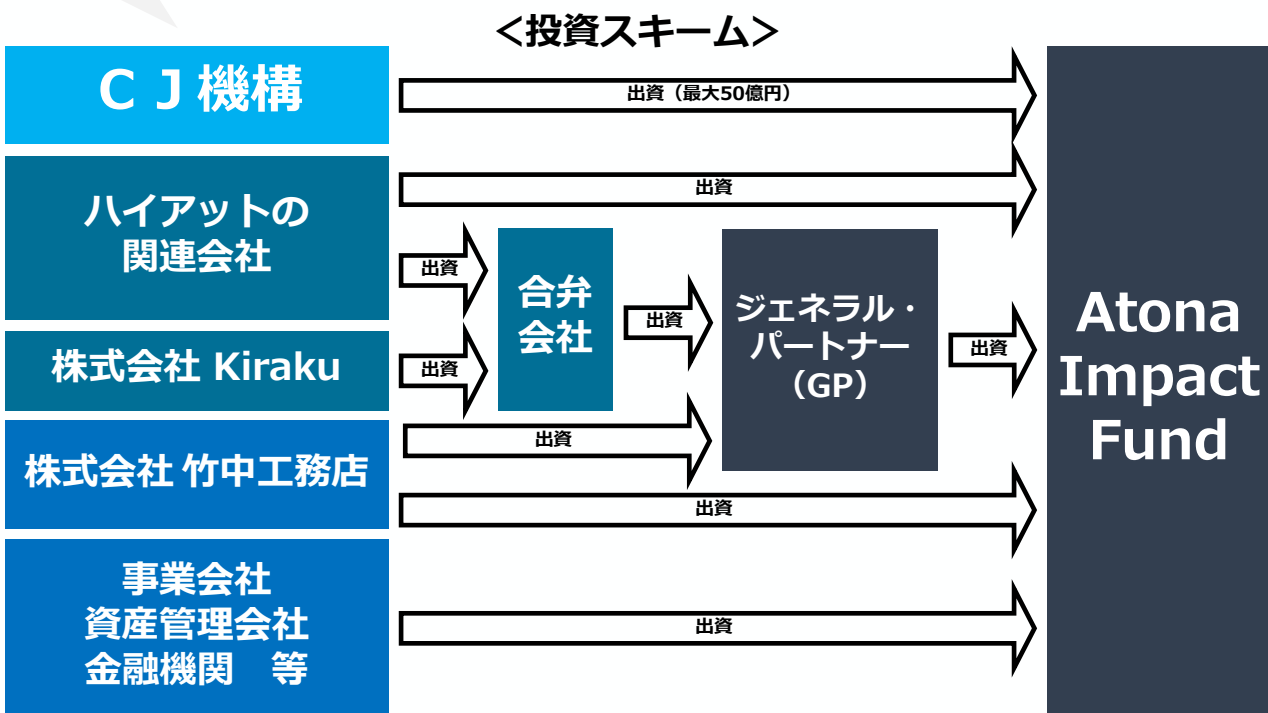 ＜投資スキーム＞
ＣＪ機構
出資（最大50億円）
ハイアットの
関連会社
出資
出資
株式会社 Kiraku
出資
合弁
会社
出資
ジェネラル・
パートナー
（GP）
出資
株式会社 竹中工務店
出資
出資
事業会社
資産管理会社
金融機関　等
出資
Atona
Impact
Fund